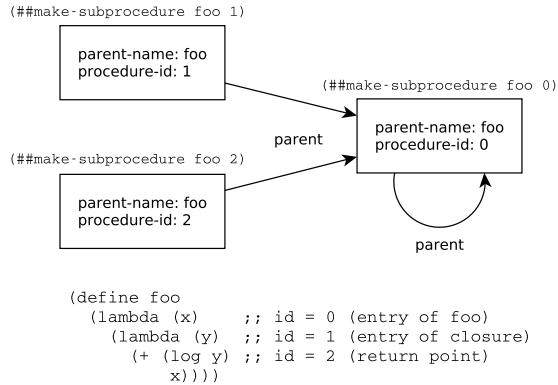 (##make-subprocedure foo 1)
parent-name: foo
procedure-id: 1
(##make-subprocedure foo 0)
parent-name: foo
procedure-id: 0
parent
(##make-subprocedure foo 2)
parent-name: foo
procedure-id: 2
parent
(define foo
(lambda (x) ;; id = 0 (entry of foo)
(lambda (y) ;; id = 1 (entry of closure)
(+ (log y) ;; id = 2 (return point)
x))))